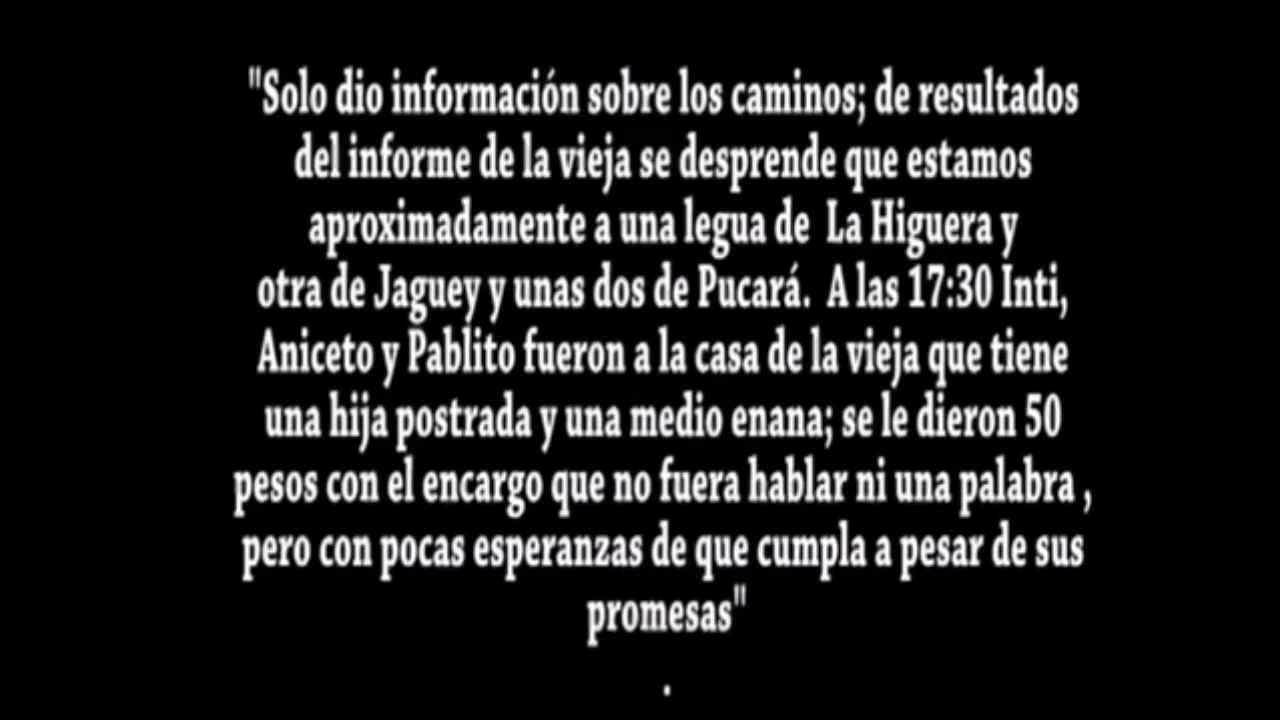 "Solo dio información sobre los caminos; de resultados
del informe de la vieja se desprende que estamos
aproximadamente a una legua de La Higuera y
otra de Jaguey y unas dos de Pucará. A las 17:30 Inti,
Aniceto y Pablito fueron a la casa de la vieja que tiene
una hija postrada y una medio enana; se le dieron 50
pesos con el encargo que no fuera hablar ni una palabra ,
pero con pocas esperanzas de que cumpla a pesar de sus
promesas"
.